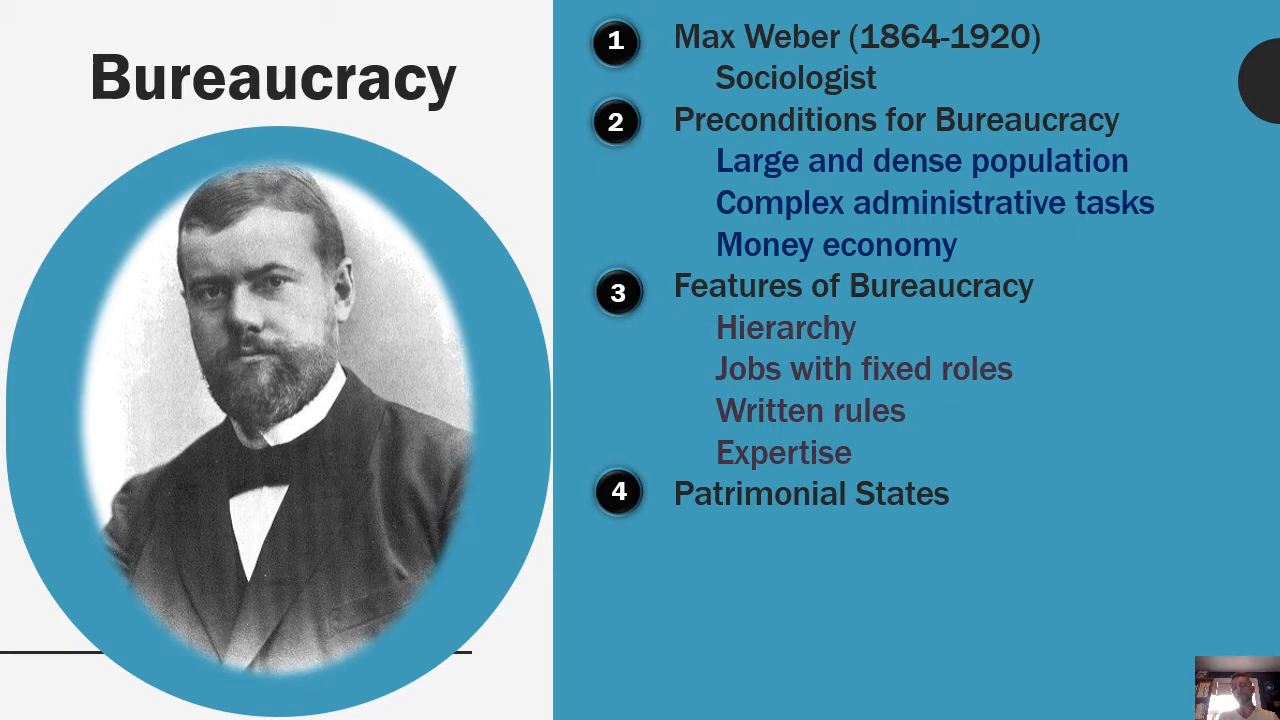 Bureaucracy
1 Max Weber (1864-1920)
Sociologist
2 Preconditions for Bureaucracy
Large and dense population
Complex administrative tasks
Money economy
3 Features of Bureaucracy
Hierarchy
Jobs with fixed roles
Written rules
Expertise
4 Patrimonial States